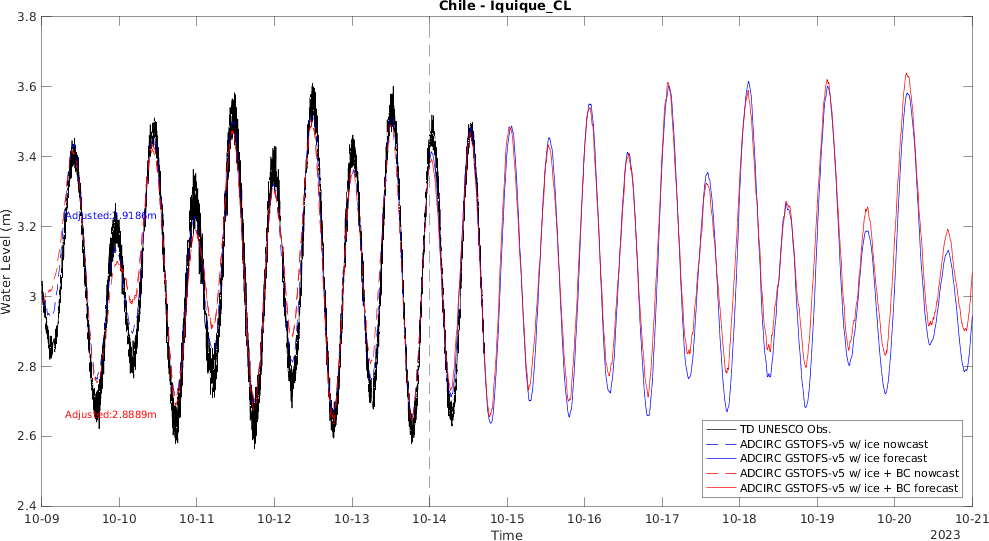 Chile - Iquique_CL
Water Level (m)
3.8
3.6
3.4
3.2
3
2.8
2.6
2.4
Adjusted:2.9186m
Adjusted:2.8889m
TD UNESCO Obs.
ADCIRC GSTOFS-v5 w/ ice nowcast
ADCIRC GSTOFS-v5 w/ ice forecast
ADCIRC GSTOFS-v5 w/ ice + BC nowcast
ADCIRC GSTOFS-v5 w/ ice + BC forecast
10-09 10-10 10-11 10-12 10-13 10-14 10-15 10-16 10-17 10-18 10-19 10-20 10-21
Time
2023